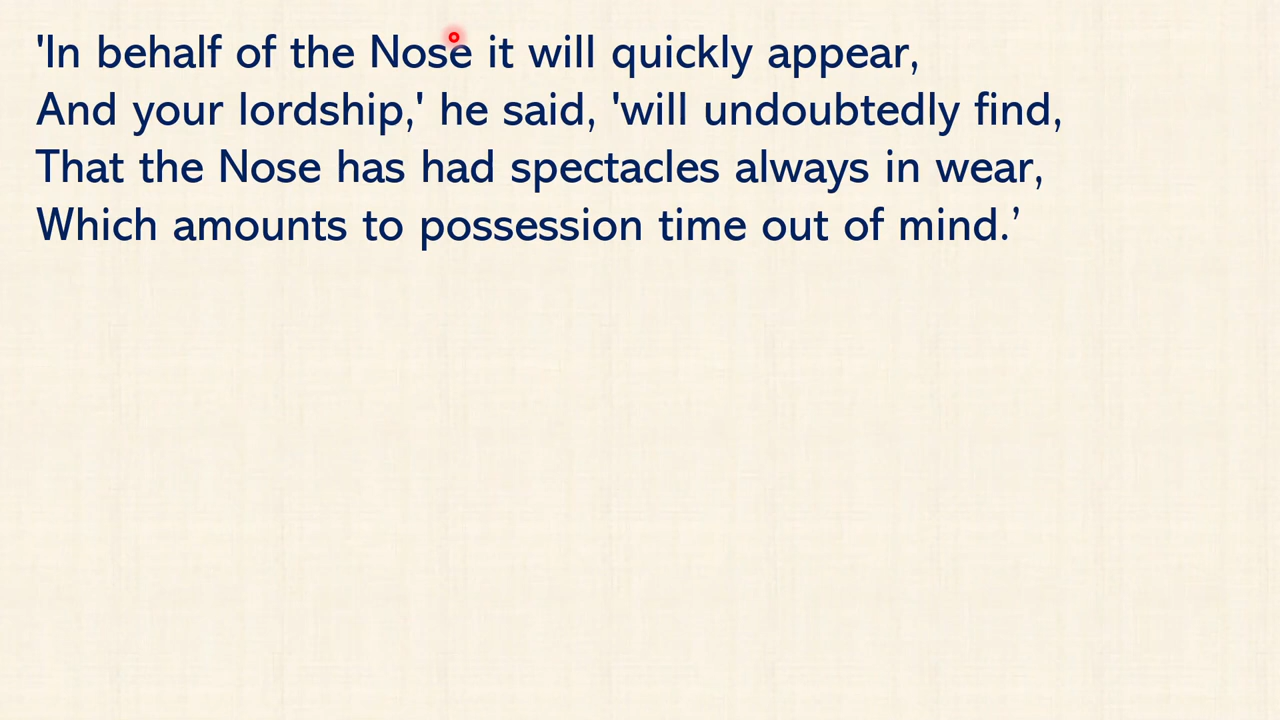 'In behalf of the Nose it will quickly appear,
And your lordship,' he said, 'will undoubtedly find,
That the Nose has had spectacles always in wear,
Which amounts to possession time out of mind.’